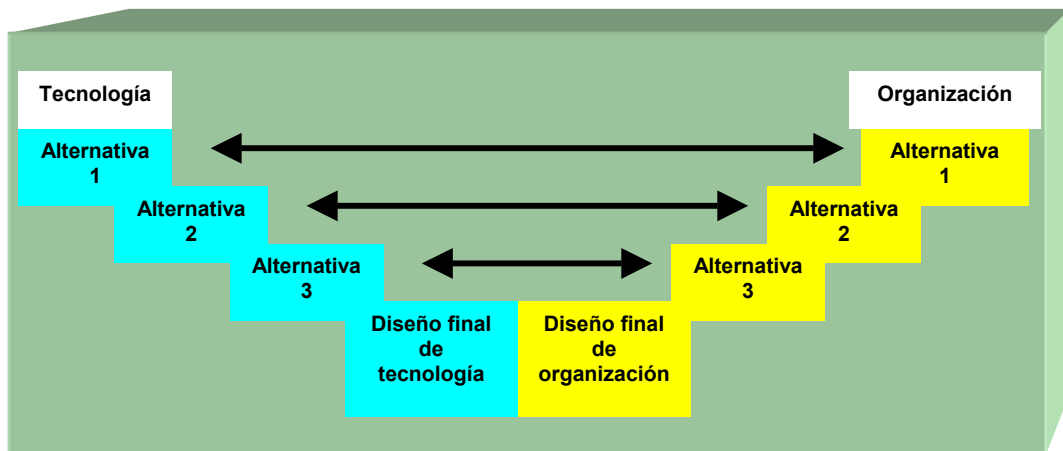 Tecnología
Organización
Alternativa
1
Alternativa
1
Alternativa
2
Alternativa
2
Alternativa
3
Alternativa
3
Diseño final
de
tecnología
Diseño final
de
organización